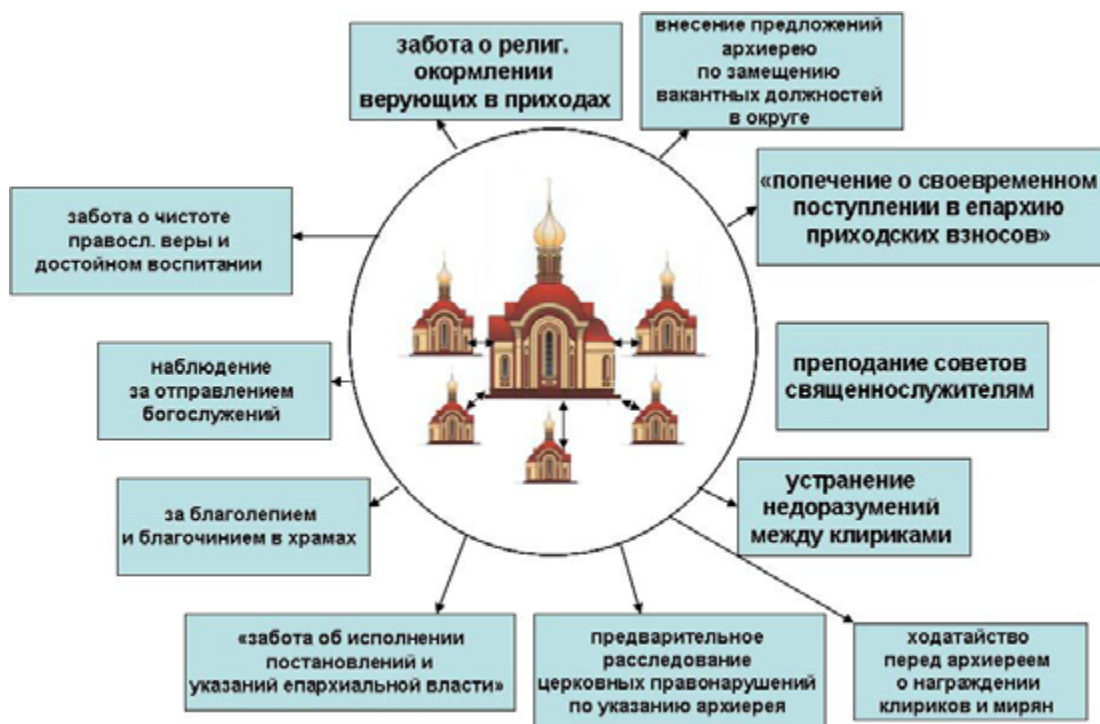 забота о религ.
окормлении
верующих в приходах
внесение предложений
архиерею
по замещению
вакантных должностей
в округе
«попечение о своевременном
поступлении в епархию
приходских взносов»
забота о чистоте
правосл. веры и
достойном воспитании
наблюдение
за отправлением
богослужений
преподание советов
священнослужителям
за благолепием
и благочинием в храмах
устранение
недоразумений
между клириками
«забота об исполнении
постановлений и
указаний епархиальной власти»
предварительное
расследование
церковных правонарушений
по указанию архиерея
ходатайство
перед архиереем
о награждении
клириков и мирян